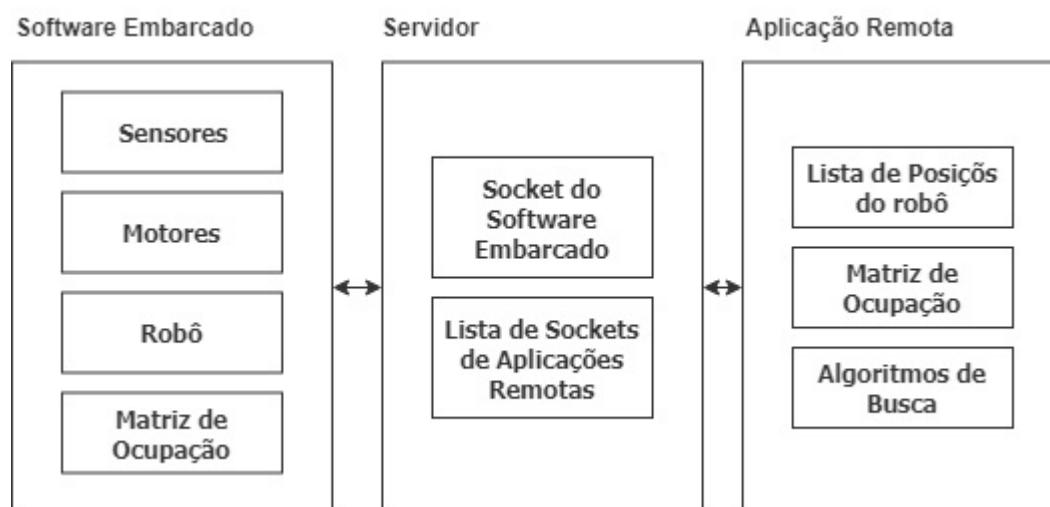 Software Embarcado
Servidor
Aplicação Remota
Sensores
Motores
Robô
Matriz de
Ocupação
Socket do
Software
Embarcado
Lista de Sockets
de Aplicações
Remotas
Lista de Posiçõs
do robô
Matriz de
Ocupação
Algoritmos de
Busca